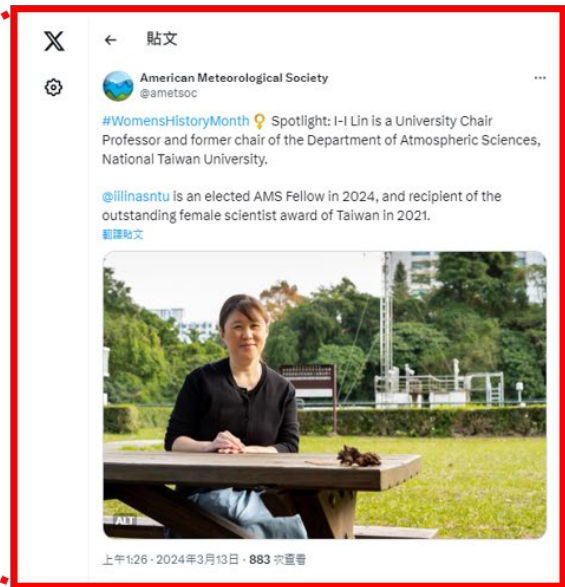 貼文
American Meteorological Society
@ametsoc
#WomensHistoryMonth Spotlight: I-I Lin is a University Chair
Professor and former chair of the Department of Atmospheric Sciences,
National Taiwan University.
@iilinasntu is an elected AMS Fellow in 2024, and recipient of the
outstanding female scientist award of Taiwan in 2021.
翻譯貼文
ALT
上午1:26 · 2024年3月13日 · 883 次查看